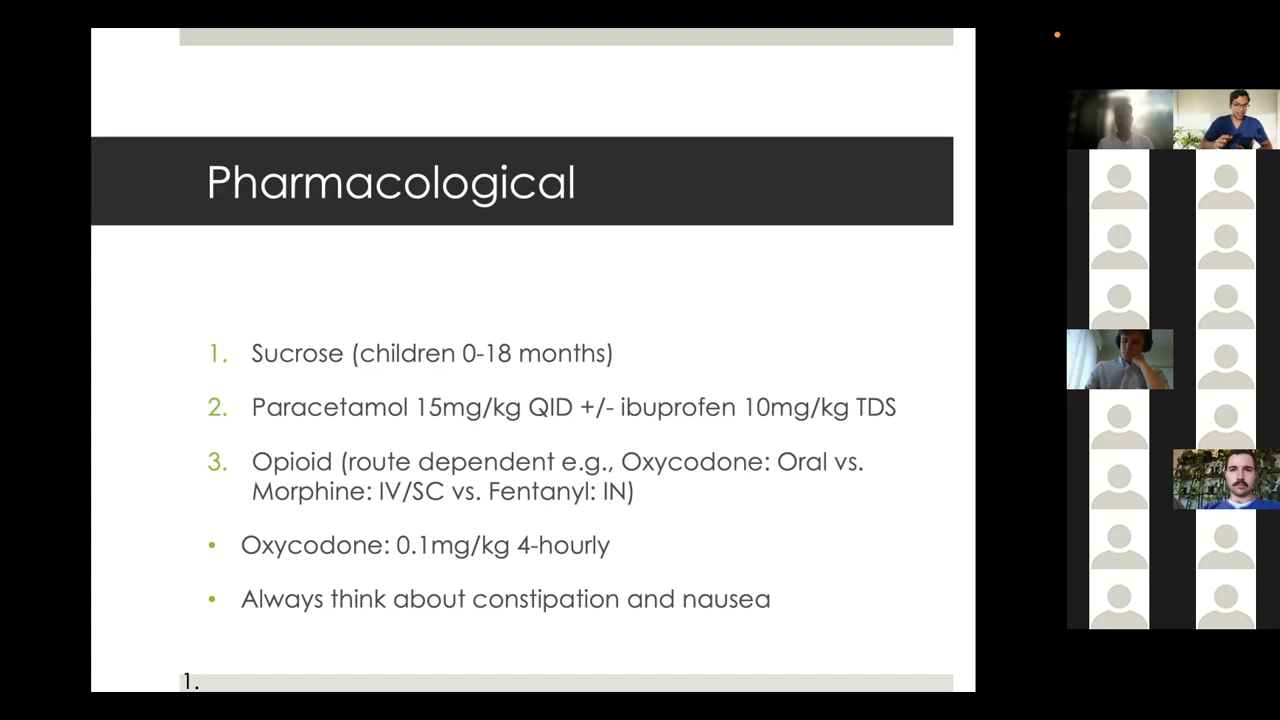 Pharmacological
1. Sucrose (children 0-18 months)
2. Paracetamol 15mg/kg QID +/- ibuprofen 10mg/kg TDS
3. Opioid (route dependent e.g., Oxycodone: Oral vs.
Morphine: IV/SC vs. Fentanyl: IN)
• Oxycodone: 0.1mg/kg 4-hourly
• Always think about constipation and nausea
1.